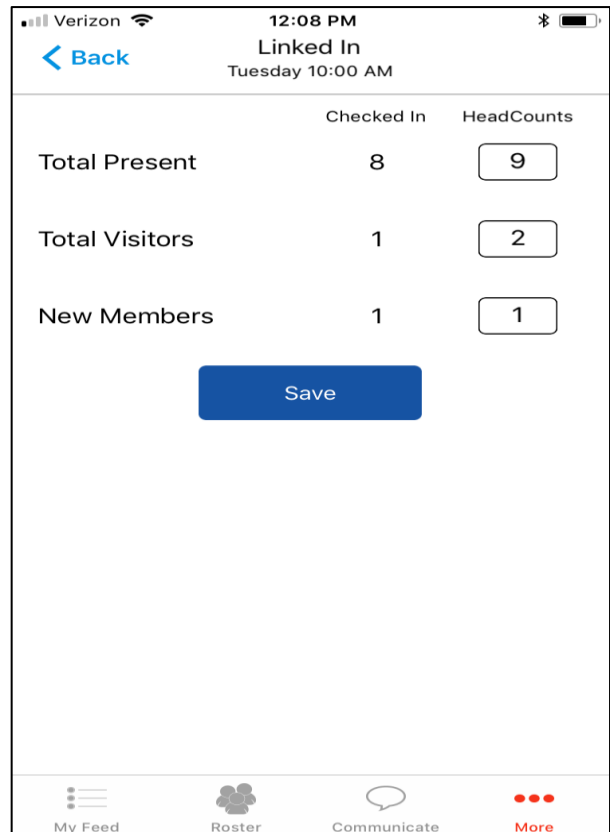 Verizon 12:08 PM
Linked In
Back
Tuesday 10:00 AM
Checked In HeadCounts
Total Present 8 9
Total Visitors 1 2
New Members 1 1
Save
My Feed Roster Communicate More